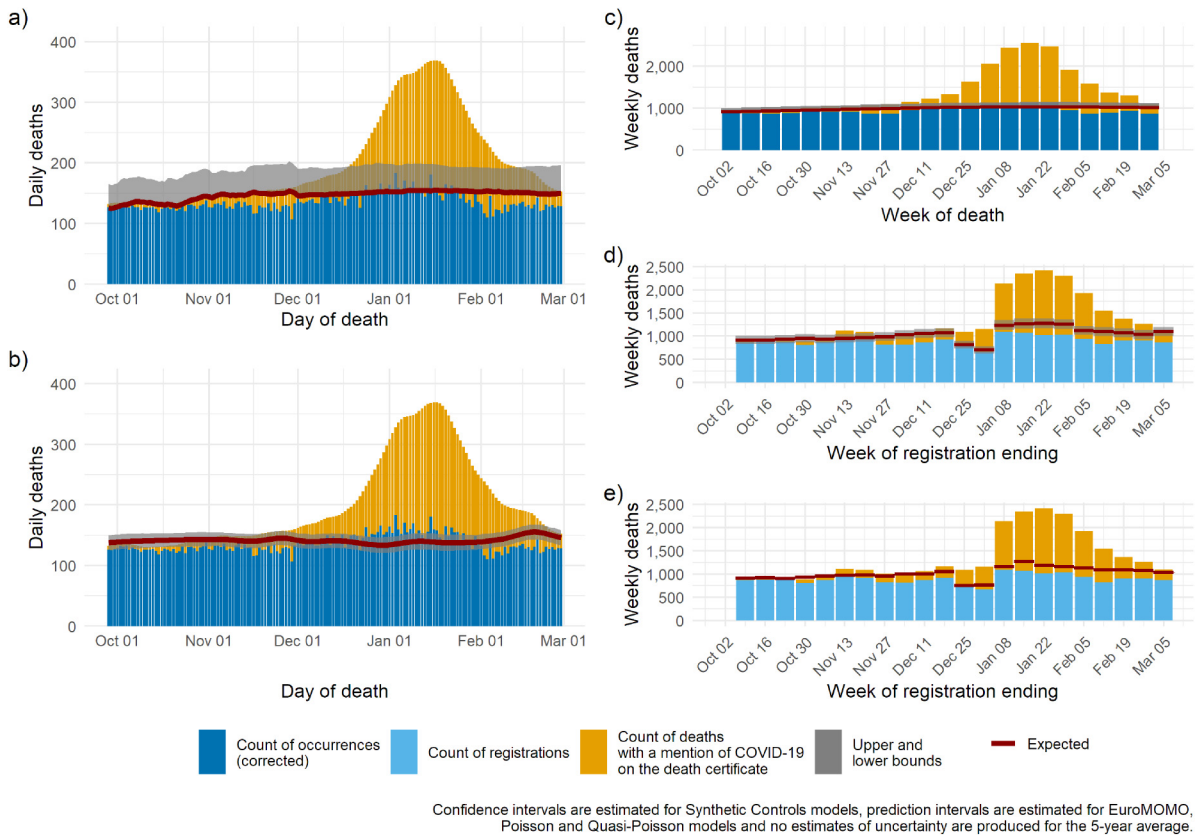 a)
400
300
200
100
0
Daily deaths
Oct 01 Nov 01 Dec 01 Jan 01 Feb 01 Mar 01
Day of death
b)
400
300
200
100
0
Daily deaths
Oct 01 Nov 01 Dec 01 Jan 01 Feb 01 Mar 01
Day of death
c)
2,000
1,000
0
Weekly deaths
Oct 02 Oct 16 Oct 30 Nov 13 Nov 27 Dec 11 Dec 25 Jan 08 Jan 22 Feb 05 Feb 19 Mar 05
Week of death
d)
2,500
2,000
1,500
1,000
500
0
Weekly deaths
Oct 02 Oct 16 Oct 30 Nov 13 Nov 27 Dec 11 Dec 25 Jan 08 Jan 22 Feb 05 Feb 19 Mar 05
Week of registration ending
e)
2,500
2,000
1,500
1,000
500
0
Weekly deaths
Oct 02 Oct 16 Oct 30 Nov 13 Nov 27 Dec 11 Dec 25 Jan 08 Jan 22 Feb 05 Feb 19 Mar 05
Week of registration ending
Count of occurrences
(corrected)
Count of registrations
Count of deaths
with a mention of COVID-19
on the death certificate
Upper and
lower bounds
Expected
Confidence intervals are estimated for Synthetic Controls models, prediction intervals are estimated for EuroMOMO,
Poisson and Quasi-Poisson models and no estimates of uncertainty are produced for the 5-year average.